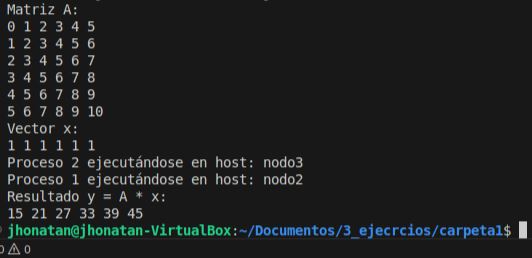 Matriz A:
0 1 2 3 4 5
1 2 3 4 5 6
2 3 4 5 6 7
3 4 5 6 7 8
4 5 6 7 8 9
5 6 7 8 9 10
Vector x:
1 1 1 1 1 1
Proceso 2 ejecutándose en host: nodo3
Proceso 1 ejecutándose en host: nodo2
Resultado y = A * x:
15 21 27 33 39 45
jhonatan@jhonatan-VirtualBox:~/Documentos/3_ejecrcios/carpeta1$
0 ⚠ 0